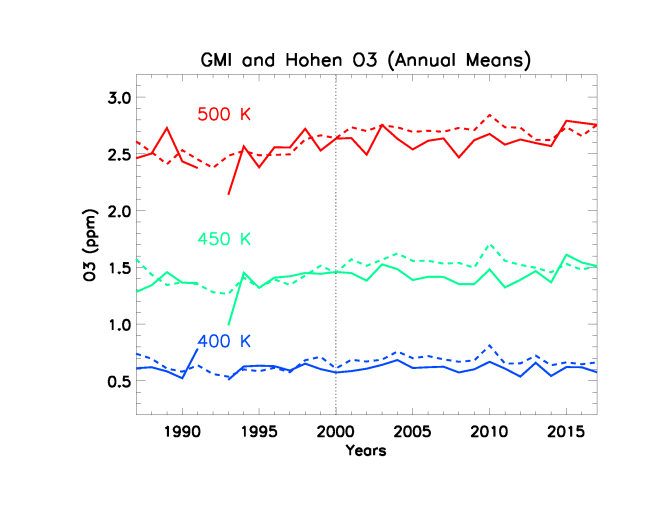 GMI and Hohen O3 (Annual Means)
3.0
500 K
2.5
2.0
450 K
O3 (ppm)
1.5
1.0
400 K
0.5
1990 1995 2000 2005 2010 2015
Years